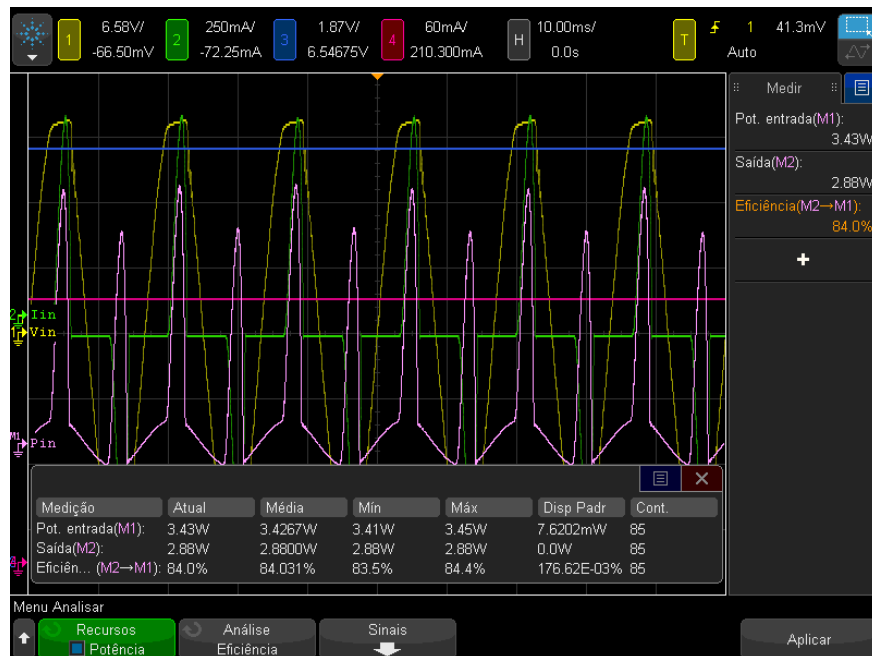 1 6.58V/ 2 250mA/ 3 1.87V/ 4 60mA/ H 10.00ms/ T 1 41.3mV
-66.50mV -72.25mA 6.54675V 210.300mA 0.0s Auto
Medir
Pot. entrada(M1):
3.43W
Saída(M2):
2.88W
Eficiência(M2→M1):
84.0%
+
2 Iin
1 Vin
M1 Pin
Medição Atual Média Mín Máx Disp Padr Cont.
Pot. entrada(M1): 3.43W 3.4267W 3.41W 3.45W 7.6202mW 85
Saída(M2): 2.88W 2.8800W 2.88W 2.88W 0.0W 85
Eficiên... (M2→M1): 84.0% 84.031% 83.5% 84.4% 176.62E-03% 85
Menu Analisar
Recursos Análise Sinais Aplicar
Potência Eficiência